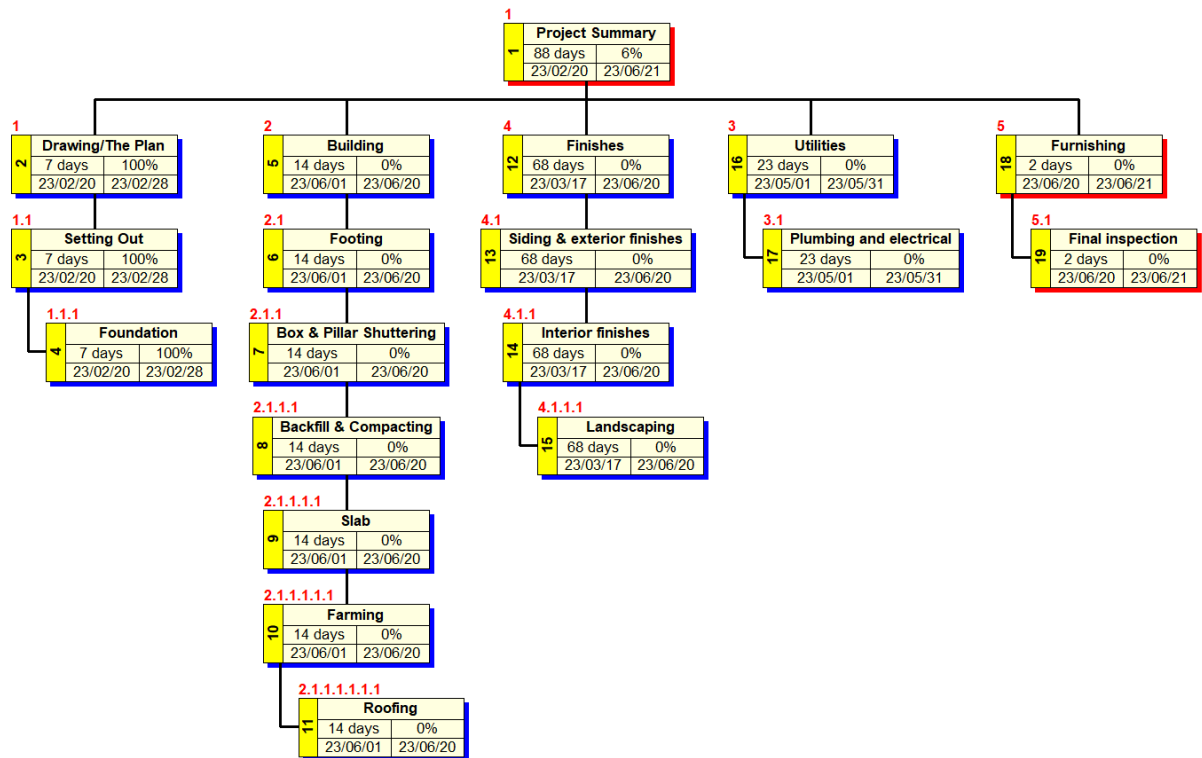 1
1 Project Summary
88 days 6%
23/02/20 23/06/21
1
2 Drawing/The Plan
7 days 100%
23/02/20 23/02/28
2
5 Building
14 days 0%
23/06/01 23/06/20
4
12 Finishes
68 days 0%
23/03/17 23/06/20
3
16 Utilities
23 days 0%
23/05/01 23/05/31
5
18 Furnishing
2 days 0%
23/06/20 23/06/21
1.1
3 Setting Out
7 days 100%
23/02/20 23/02/28
2.1
6 Footing
14 days 0%
23/06/01 23/06/20
4.1
13 Siding & exterior finishes
68 days 0%
23/03/17 23/06/20
3.1
17 Plumbing and electrical
23 days 0%
23/05/01 23/05/31
5.1
19 Final inspection
2 days 0%
23/06/20 23/06/21
1.1.1
4 Foundation
7 days 100%
23/02/20 23/02/28
2.1.1
7 Box & Pillar Shuttering
14 days 0%
23/06/01 23/06/20
4.1.1
14 Interior finishes
68 days 0%
23/03/17 23/06/20
2.1.1.1
8 Backfill & Compacting
14 days 0%
23/06/01 23/06/20
4.1.1.1
15 Landscaping
68 days 0%
23/03/17 23/06/20
2.1.1.1.1
9 Slab
14 days 0%
23/06/01 23/06/20
2.1.1.1.1.1
10 Farming
14 days 0%
23/06/01 23/06/20
2.1.1.1.1.1.1
11 Roofing
14 days 0%
23/06/01 23/06/20